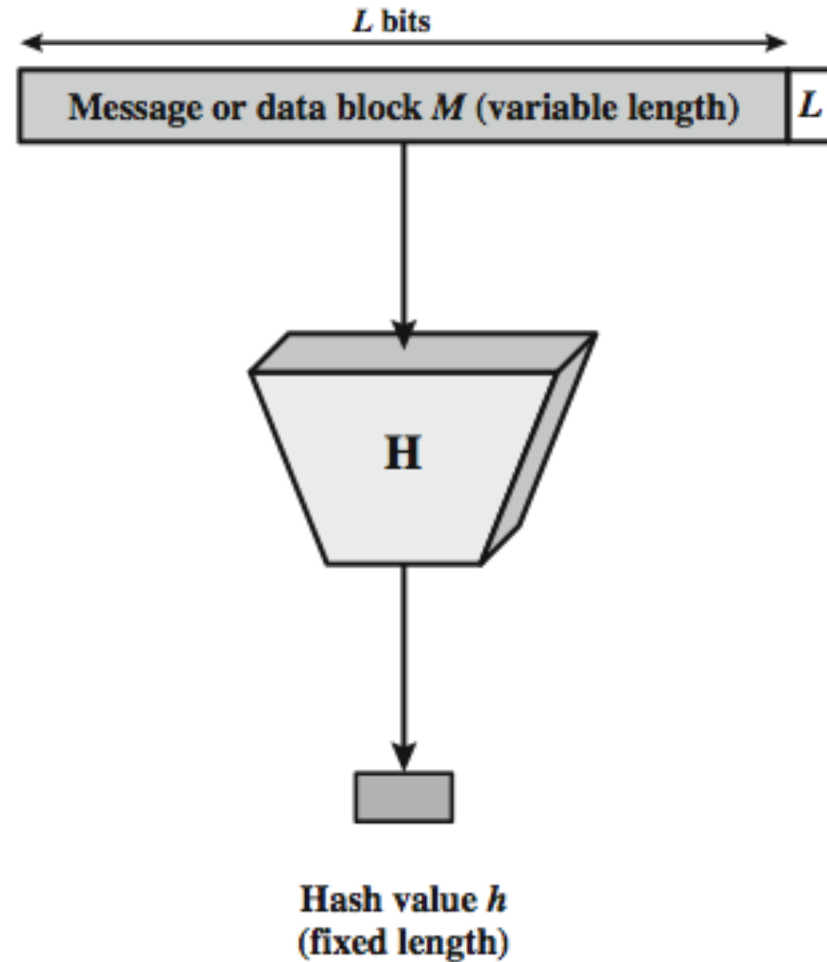 L bits
Message or data block M (variable length) L
H
Hash value h
(fixed length)